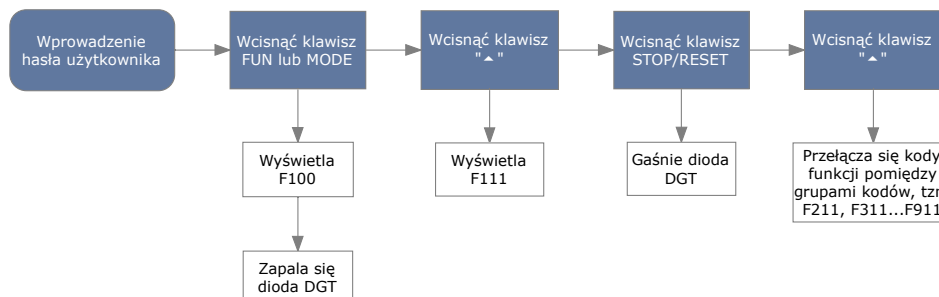 Wprowadzenie
hasła użytkownika
Wcisnąć klawisz
FUN lub MODE
Wcisnąć klawisz
"▲"
Wcisnąć klawisz
STOP/RESET
Wcisnąć klawisz
"▲"
Wyświetla
F100
Wyświetla
F111
Gaśnie dioda
DGT
Przełącza się kody
funkcji pomiędzy
grupami kodów, tzn
F211, F311...F911
Zapala się
dioda DGT